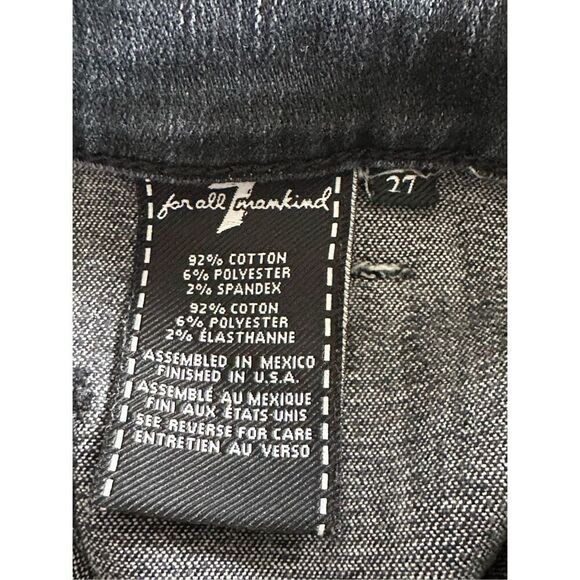 for all 7 mankind
27
92% COTTON
6% POLYESTER
2% SPANDEX
92% COTON
6% POLYESTER
2% ÉLASTHANNE
ASSEMBLED IN MEXICO
FINISHED IN U.S.A.
ASSEMBLÉ AU MEXIQUE
FINI AUX ÉTATS-UNIS
SEE REVERSE FOR CARE
ENTRETIEN AU VERSO